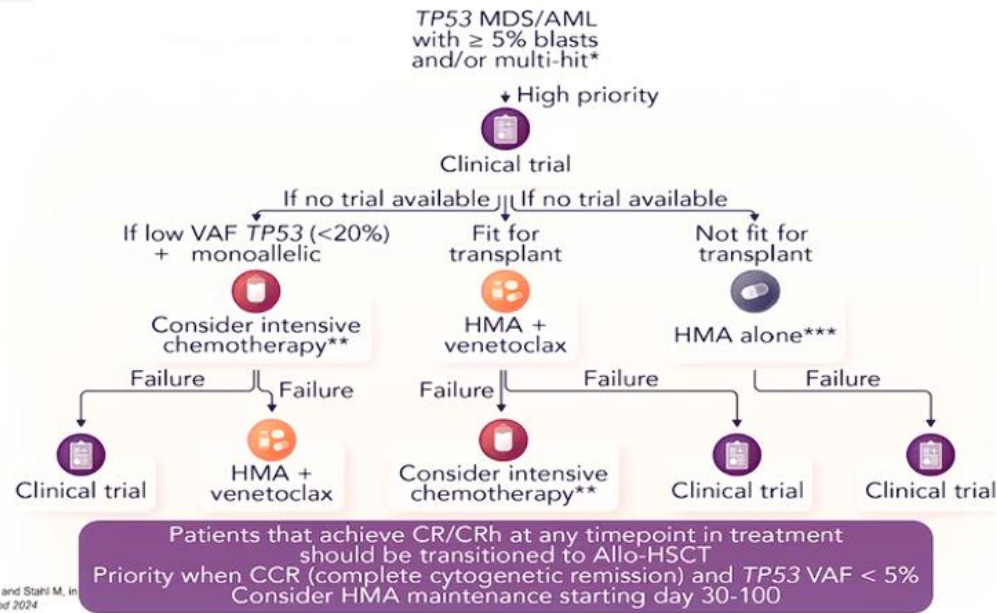 TP53 MDS/AML
with ≥ 5% blasts
and/or multi-hit*
High priority
Clinical trial
If no trial available
If no trial available
If low VAF TP53 (<20%)
+ monoallelic
Consider intensive
chemotherapy**
Fit for
transplant
HMA +
venetoclax
Not fit for
transplant
HMA alone***
Failure
Failure
Failure
Failure
Failure
Clinical trial
HMA +
venetoclax
Consider intensive
chemotherapy**
Clinical trial
Clinical trial
Patients that achieve CR/CRh at any timepoint in treatment
should be transitioned to Allo-HSCT
Priority when CCR (complete cytogenetic remission) and TP53 VAF < 5%
Consider HMA maintenance starting day 30-100
and Stahl M, in
2024